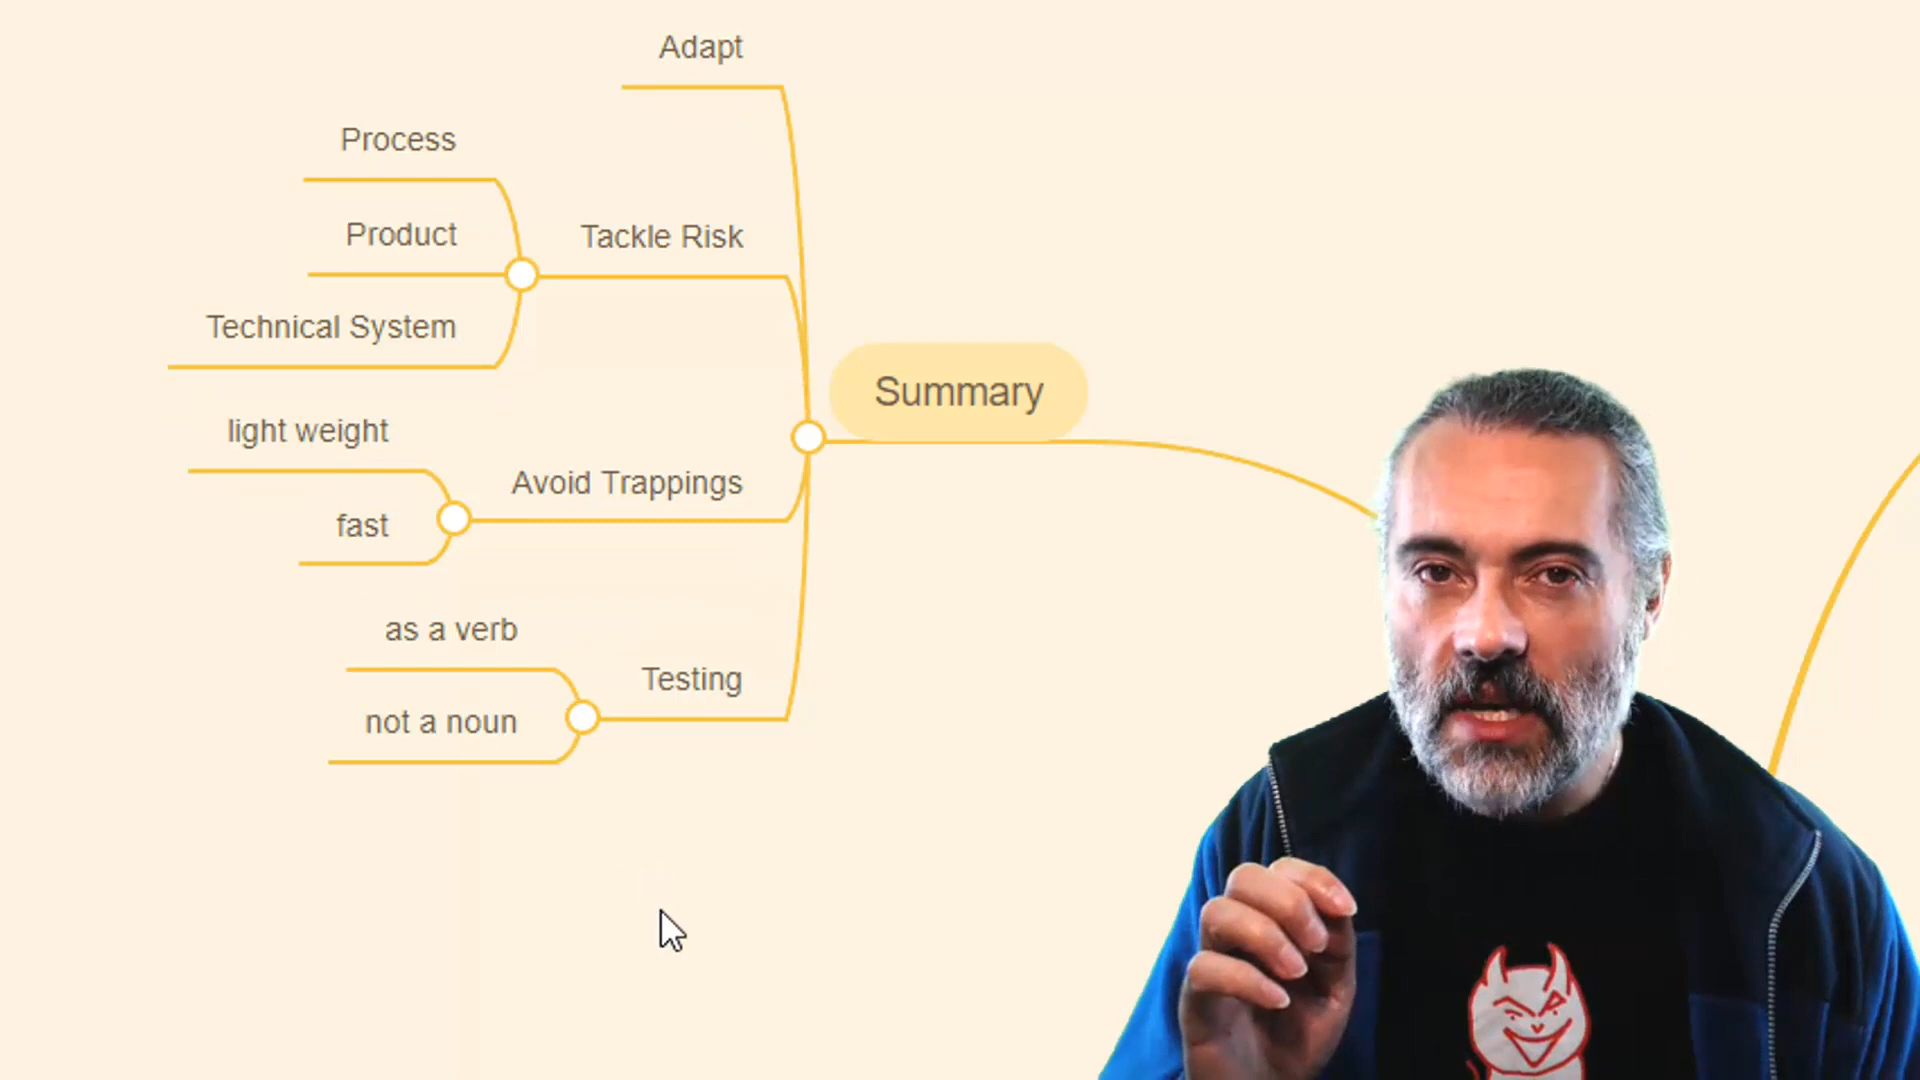 Adapt
Process
Product
Tackle Risk
Technical System
Summary
light weight
Avoid Trappings
fast
as a verb
Testing
not a noun